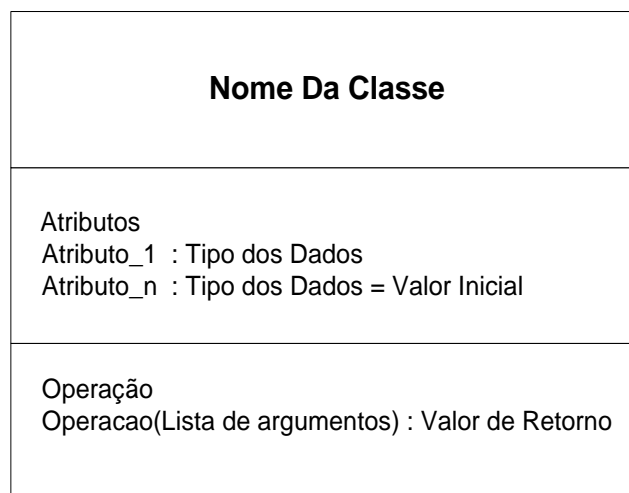 Nome Da Classe
Atributos
Atributo_1 : Tipo dos Dados
Atributo_n : Tipo dos Dados = Valor Inicial
Operação
Operacao(Lista de argumentos) : Valor de Retorno